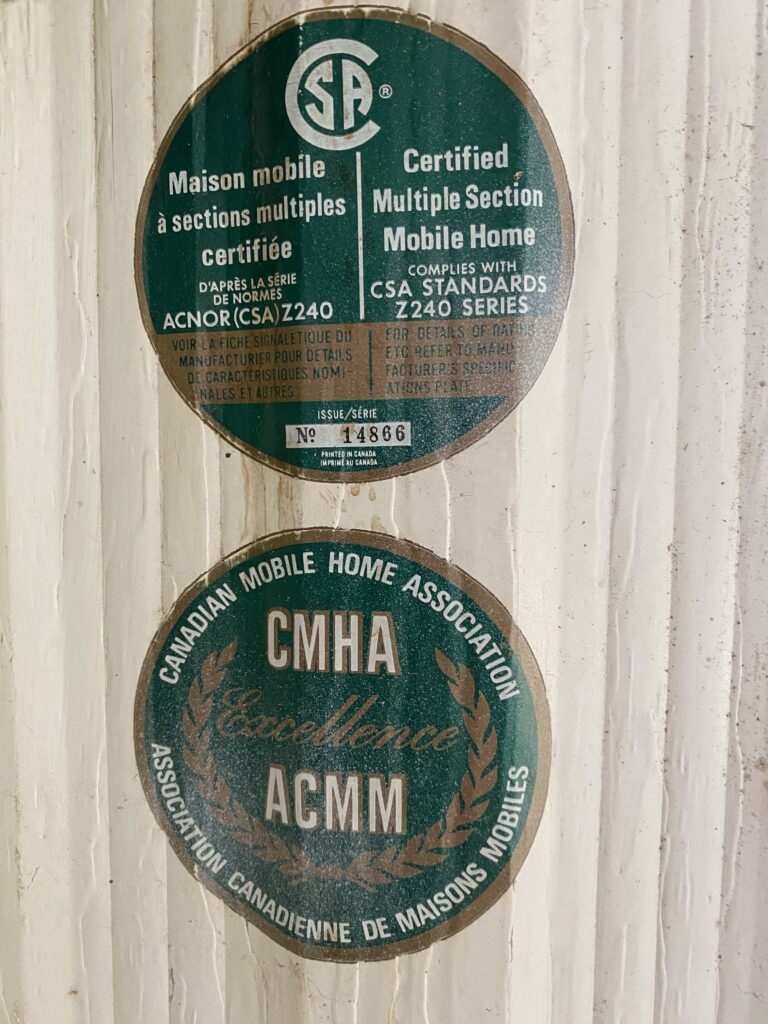 CSA ®
Maison mobile
à sections multiples
certifiée
D'APRÈS LA SÉRIE
DE NORMES
ACNOR (CSA) Z240
Certified
Multiple Section
Mobile Home
COMPLIES WITH
CSA STANDARDS
Z240 SERIES
VOIR LA FICHE SIGNALÉTIQUE DU
MANUFACTURIER POUR DÉTAILS
DE CARACTÉRISTIQUES NOMI-
NALES ET AUTRES
FOR DETAILS OF RATING
ETC REFER TO MANU
FACTURER'S SPECIFIC
ATIONS PLATE
ISSUE/SÉRIE
No 14866
PRINTED IN CANADA
IMPRIMÉ AU CANADA
CANADIAN MOBILE HOME ASSOCIATION
CMHA
Excellence
ACMM
ASSOCIATION CANADIENNE DE MAISONS MOBILES